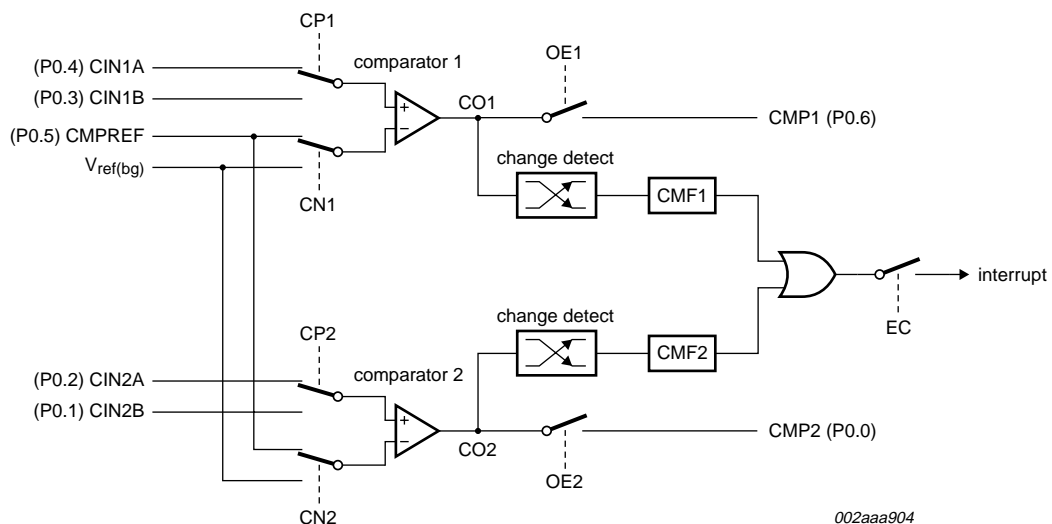 CP1
OE1
(P0.4) CIN1A
comparator 1
(P0.3) CIN1B
+
CO1
CMP1 (P0.6)
(P0.5) CMPREF
−
Vref(bg)
change detect
CN1
CMF1
interrupt
CP2
change detect
EC
CMF2
(P0.2) CIN2A
comparator 2
(P0.1) CIN2B
+
CMP2 (P0.0)
−
CO2
OE2
CN2
002aaa904